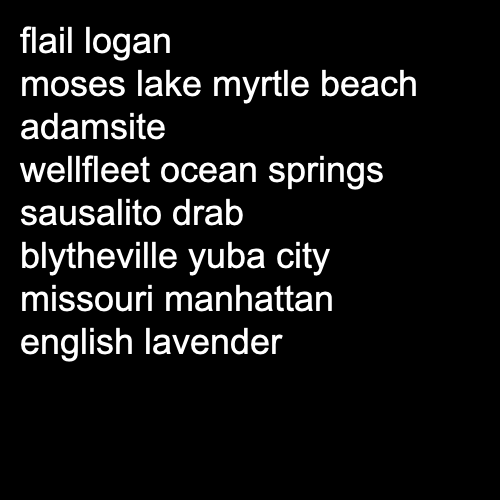 flail logan
moses lake myrtle beach
adamsite
wellfleet ocean springs
sausalito drab
blytheville yuba city
missouri manhattan
english lavender